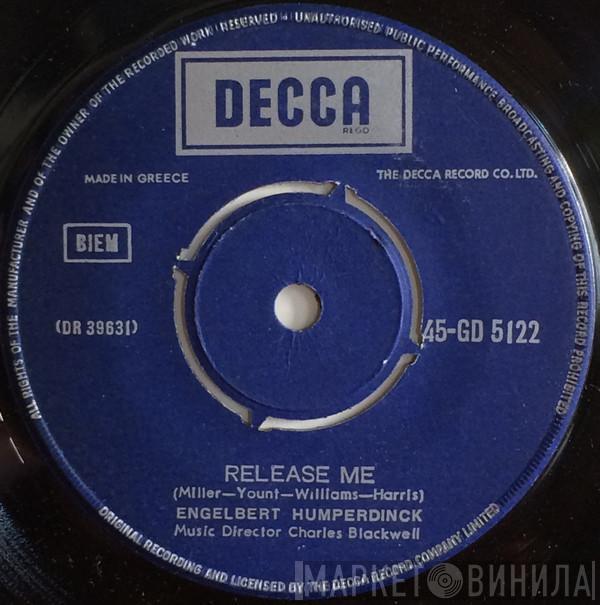 ALL RIGHTS OF THE MANUFACTURER AND OF THE OWNER OF THE RECORDED WORK RESERVED UNAUTHORISED PUBLIC PERFORMANCE BROADCASTING AND COPYING OF THIS RECORD PROHIBITED
DECCA
REGD
MADE IN GREECE
THE DECCA RECORD CO. LTD.
BIEM
(DR 39631)
45-GD 5122
RELEASE ME
(Miller—Yount—Williams—Harris)
ENGELBERT HUMPERDINCK
Music Director Charles Blackwell
ORIGINAL RECORDING AND LICENSED BY THE DECCA RECORD COMPANY LIMITED
МАРКЕТ ВИНИЛА